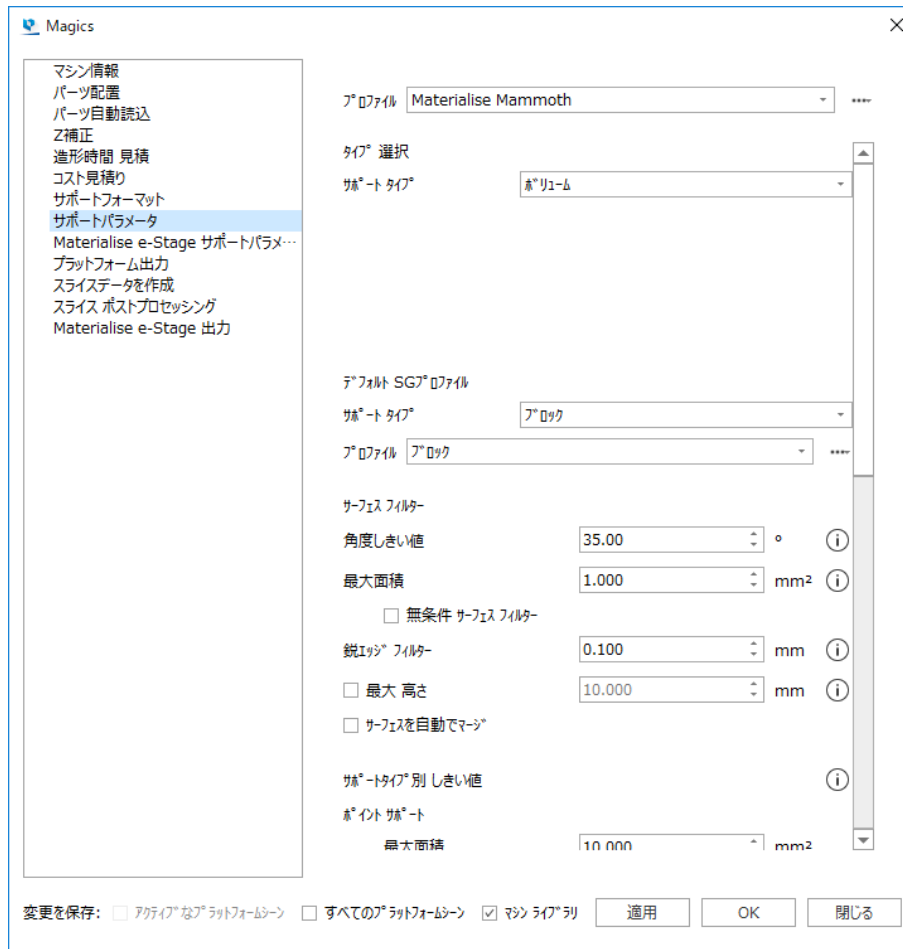 Magics
マシン情報
パーツ配置
パーツ自動読込
Z補正
造形時間 見積
コスト見積り
サポートフォーマット
サポートパラメータ
Materialise e-Stage サポートパラメ…
プラットフォーム出力
スライスデータを作成
スライス ポストプロセッシング
Materialise e-Stage 出力
ﾌﾟﾛﾌｧｲﾙ Materialise Mammoth
ﾀｲﾌﾟ 選択
ｻﾎﾟｰﾄ ﾀｲﾌﾟ ﾎﾞﾘｭｰﾑ
ﾃﾞﾌｫﾙﾄ SGﾌﾟﾛﾌｧｲﾙ
ｻﾎﾟｰﾄ ﾀｲﾌﾟ ﾌﾞﾛｯｸ
ﾌﾟﾛﾌｧｲﾙ ﾌﾞﾛｯｸ
ｻｰﾌｪｽ ﾌｨﾙﾀｰ
角度しきい値 35.00 °
最大面積 1.000 mm²
無条件 ｻｰﾌｪｽ ﾌｨﾙﾀｰ
鋭ｴｯｼﾞ ﾌｨﾙﾀｰ 0.100 mm
最大 高さ 10.000 mm
ｻｰﾌｪｽを自動でﾏｰｼﾞ
ｻﾎﾟｰﾄﾀｲﾌﾟ別 しきい値
ﾎﾟｲﾝﾄ ｻﾎﾟｰﾄ
最大面積 10.000 mm²
変更を保存: ｱｸﾃｨﾌﾞなﾌﾟﾗｯﾄﾌｫｰﾑｼｰﾝ すべてのﾌﾟﾗｯﾄﾌｫｰﾑｼｰﾝ ﾏｼﾝ ﾗｲﾌﾞﾗﾘ 適用 OK 閉じる